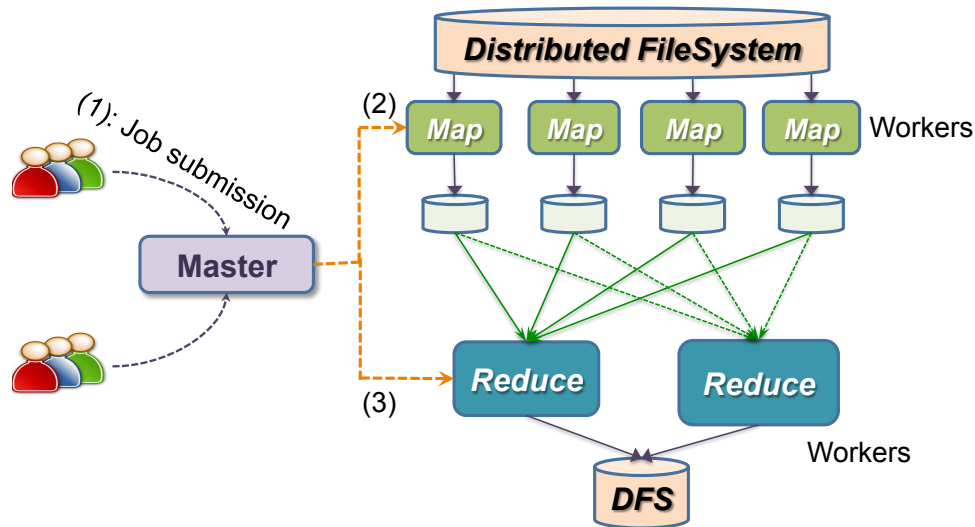 Distributed FileSystem
(1): Job submission
(2)
Map
Map
Map
Map
Workers
Master
(3)
Reduce
Reduce
Workers
DFS